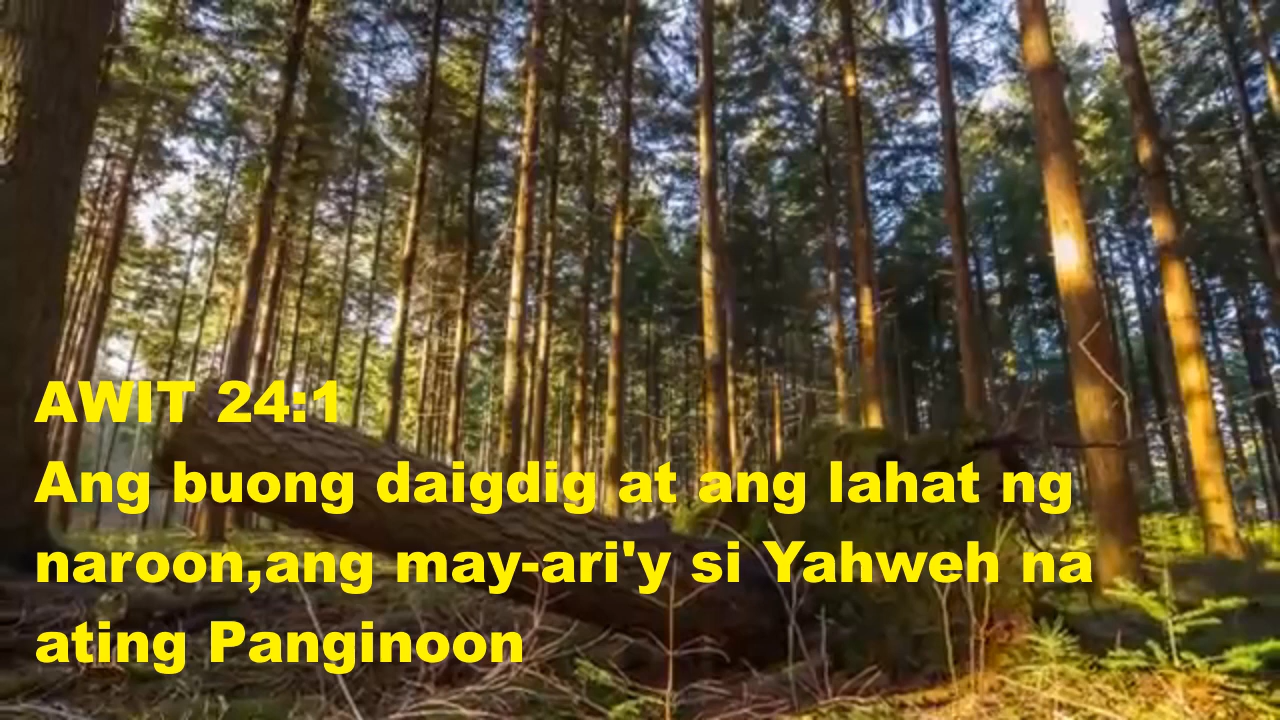 AWIT 24:1
Ang buong daigdig at ang lahat ng
naroon,ang may-ari'y si Yahweh na
ating Panginoon